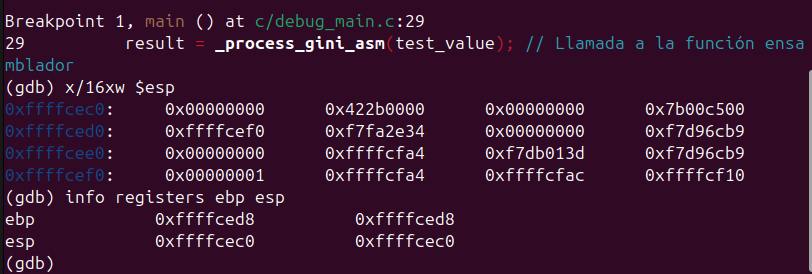 Breakpoint 1, main () at c/debug_main.c:29
29          result = _process_gini_asm(test_value); // Llamada a la función ensa
mblador
(gdb) x/16xw $esp
0xffffcec0:     0x00000000      0x422b0000      0x00000000      0x7b00c500
0xffffced0:     0xffffcef0      0xf7fa2e34      0x00000000      0xf7d96cb9
0xffffcee0:     0x00000000      0xffffcfa4      0xf7db013d      0xf7d96cb9
0xffffcef0:     0x00000001      0xffffcfa4      0xffffcfac      0xffffcf10
(gdb) info registers ebp esp
ebp            0xffffced8          0xffffced8
esp            0xffffcec0          0xffffcec0
(gdb)